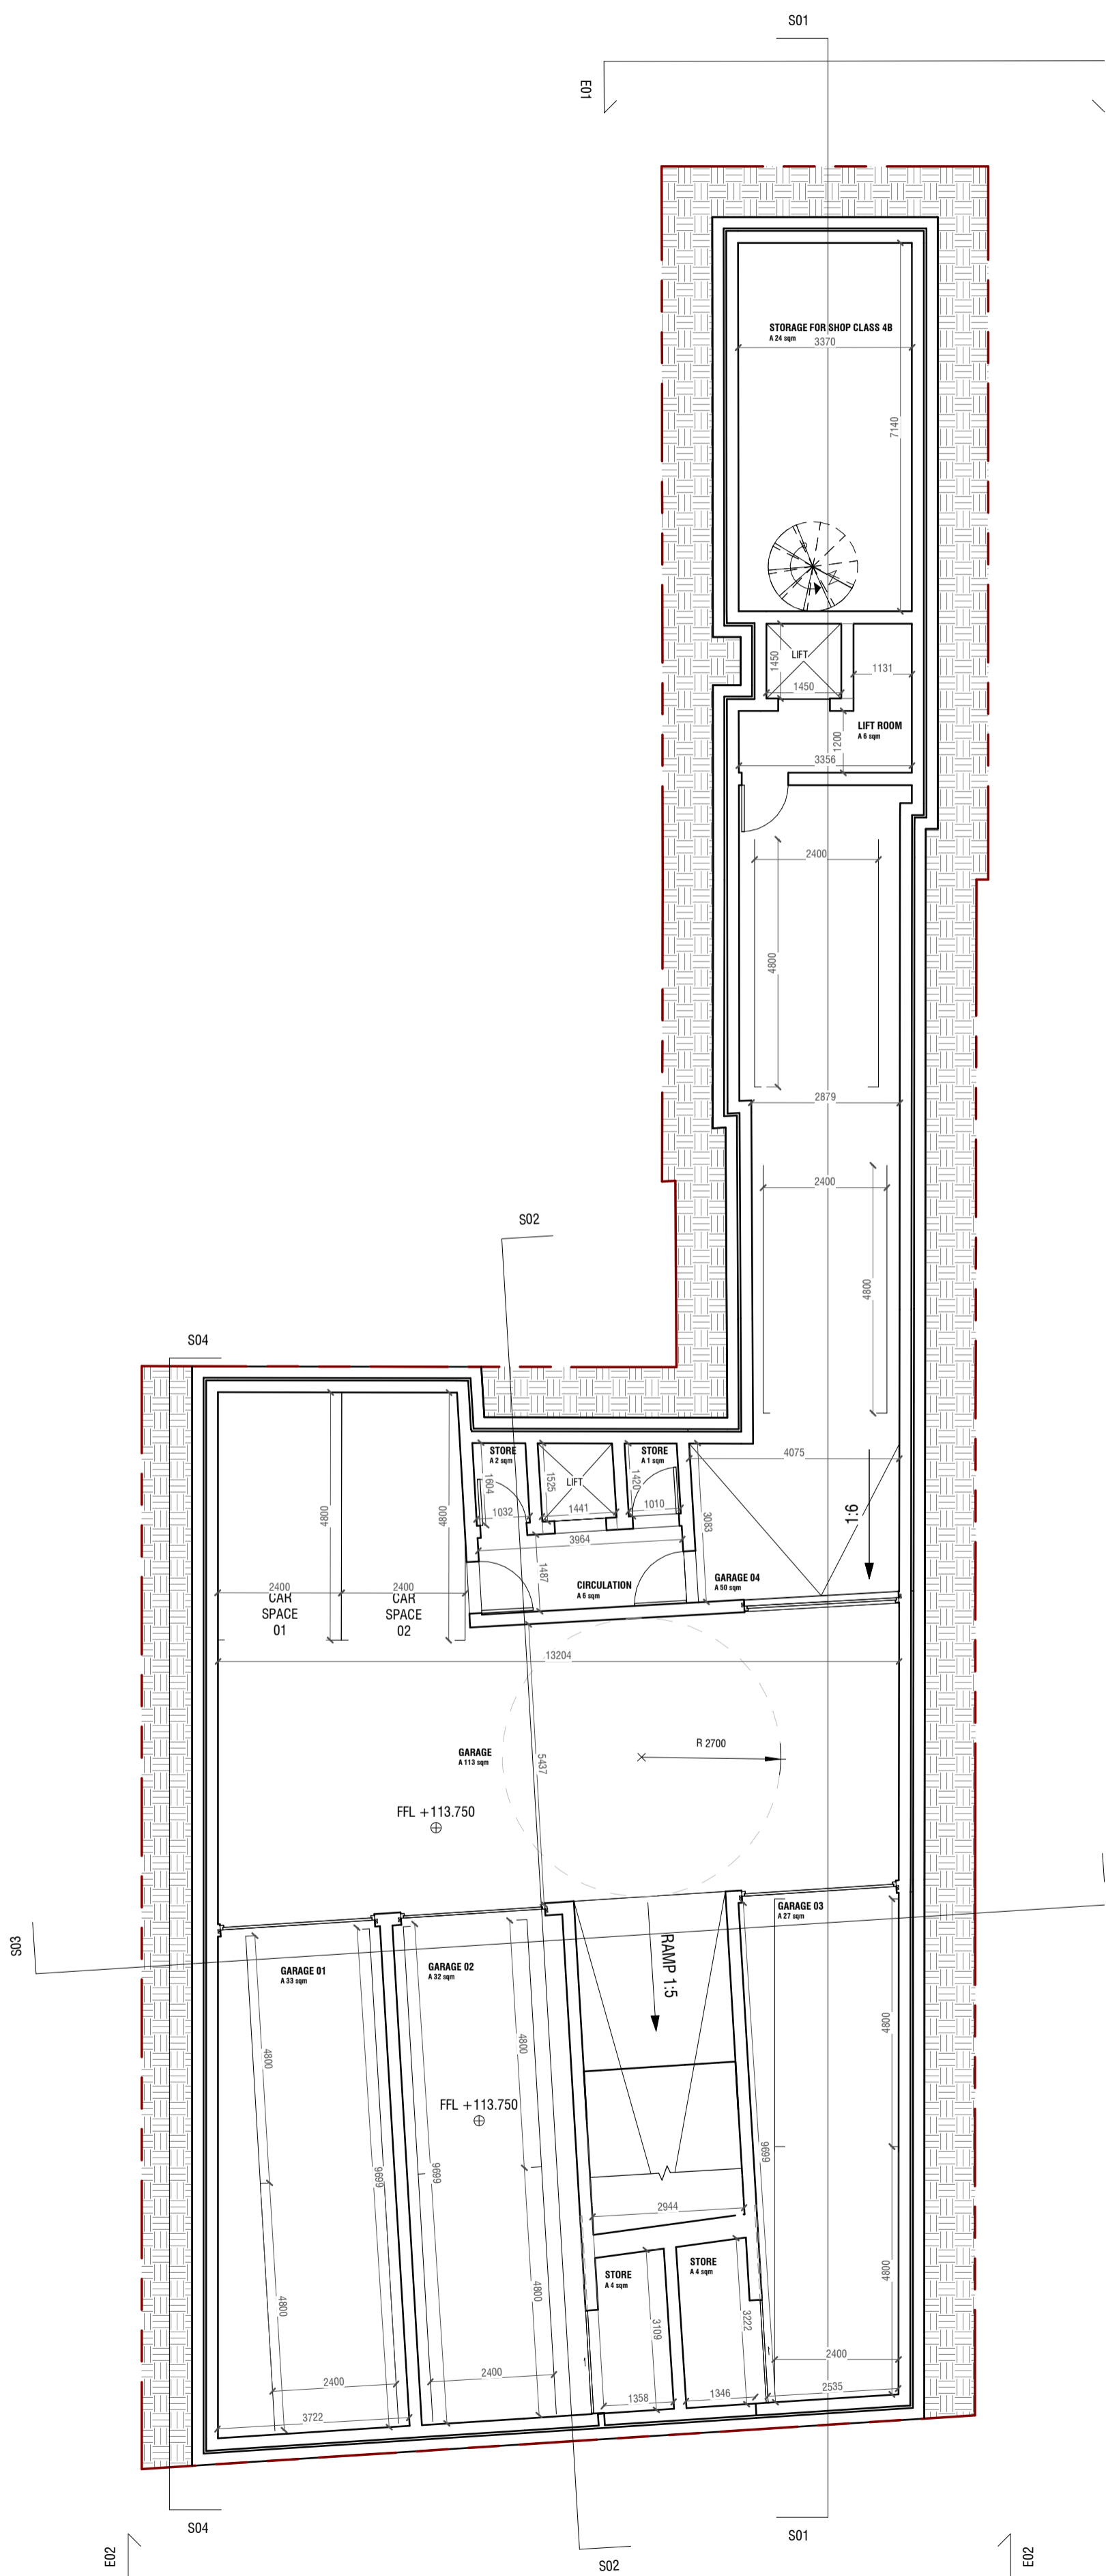 S01
E01
STORAGE FOR SHOP CLASS 4B
A 24 sqm
3370
7140
LIFT
1450
1450
1131
LIFT ROOM
A 6 sqm
1200
3356
2400
4800
2879
2400
4800
S02
S04
STORE
A 2 sqm
STORE
A 1 sqm
1604
1525
LIFT
1420
1032
1441
1010
4075
3083
1:6
3964
1487
4800
4800
CIRCULATION
A 6 sqm
GARAGE 04
A 50 sqm
2400
2400
CAR
SPACE
01
CAR
SPACE
02
13204
R 2700
GARAGE
A 113 sqm
5437
FFL +113.750
S03
GARAGE 03
A 27 sqm
RAMP 1:5
GARAGE 01
A 33 sqm
GARAGE 02
A 32 sqm
4800
4800
4800
FFL +113.750
9699
9699
9699
2944
STORE
A 4 sqm
STORE
A 4 sqm
4800
4800
4800
3109
3222
2400
2400
2400
3722
1358
1346
2535
S04
S01
E02
S02
E02